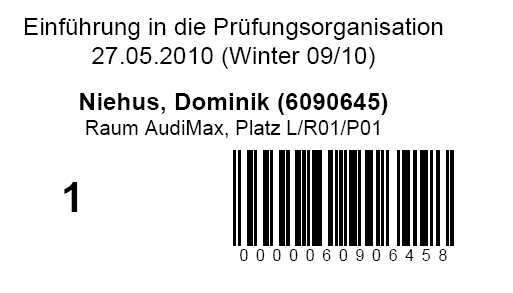 Einführung in die Prüfungsorganisation
27.05.2010 (Winter 09/10)
Niehus, Dominik (6090645)
Raum AudiMax, Platz L/R01/P01
1
0000060906458